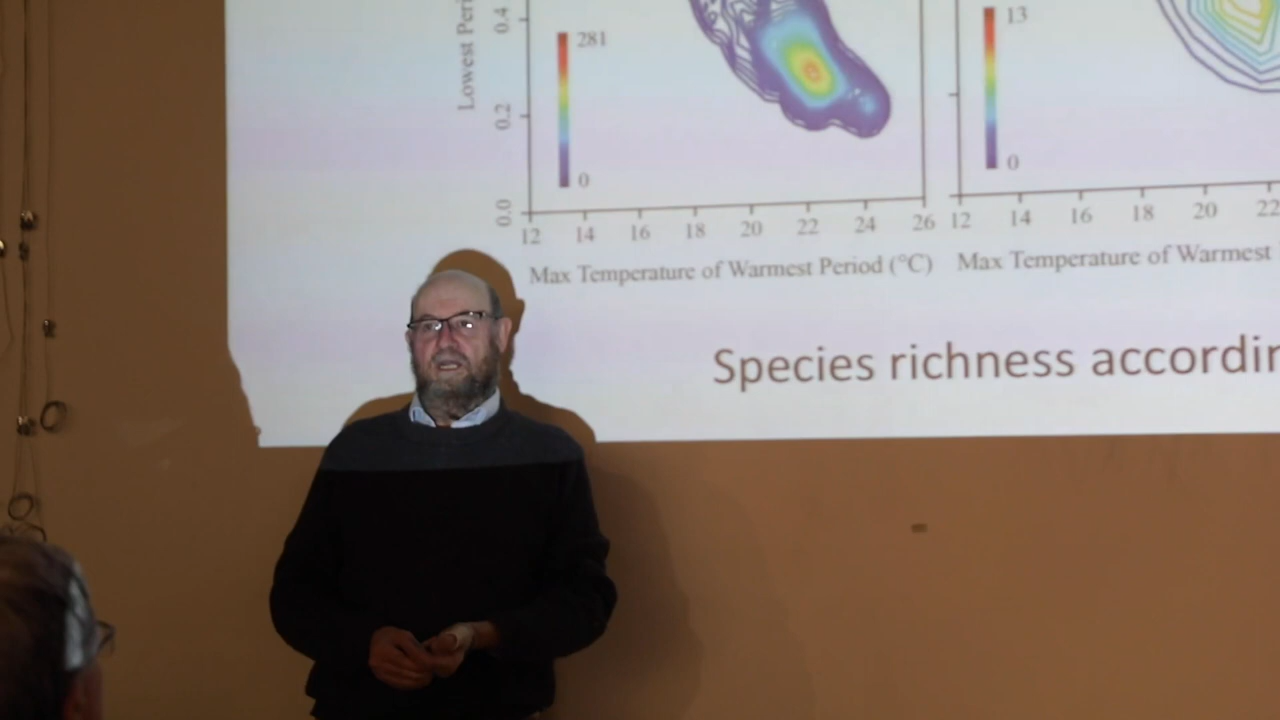 Lowest Peri
0.4
0.2
0.0
281
0
12 14 16 18 20 22 24 26
Max Temperature of Warmest Period (°C)
13
0
12 14 16 18 20 22
Max Temperature of Warmest
Species richness accordin